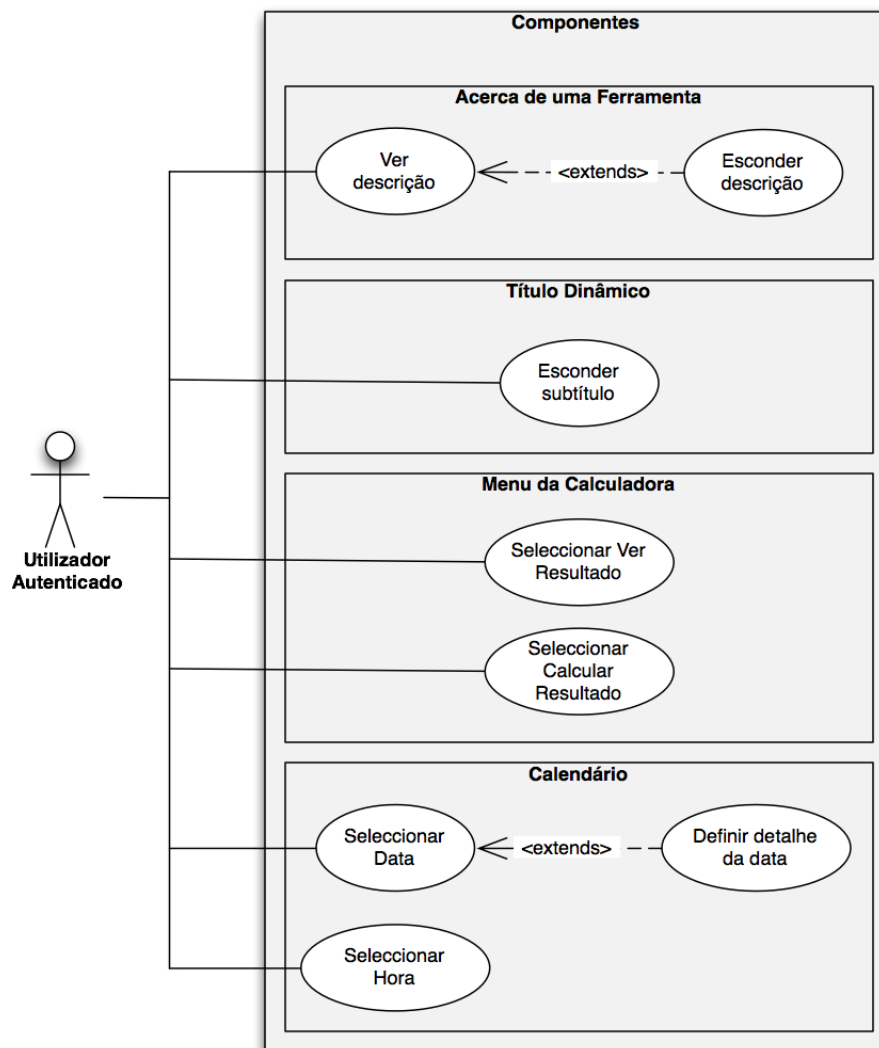 Componentes
Acerca de uma Ferramenta
Ver
descrição
<extends>
Esconder
descrição
Título Dinâmico
Esconder
subtítulo
Utilizador
Autenticado
Menu da Calculadora
Seleccionar Ver
Resultado
Seleccionar
Calcular
Resultado
Calendário
Seleccionar
Data
<extends>
Definir detalhe
da data
Seleccionar
Hora